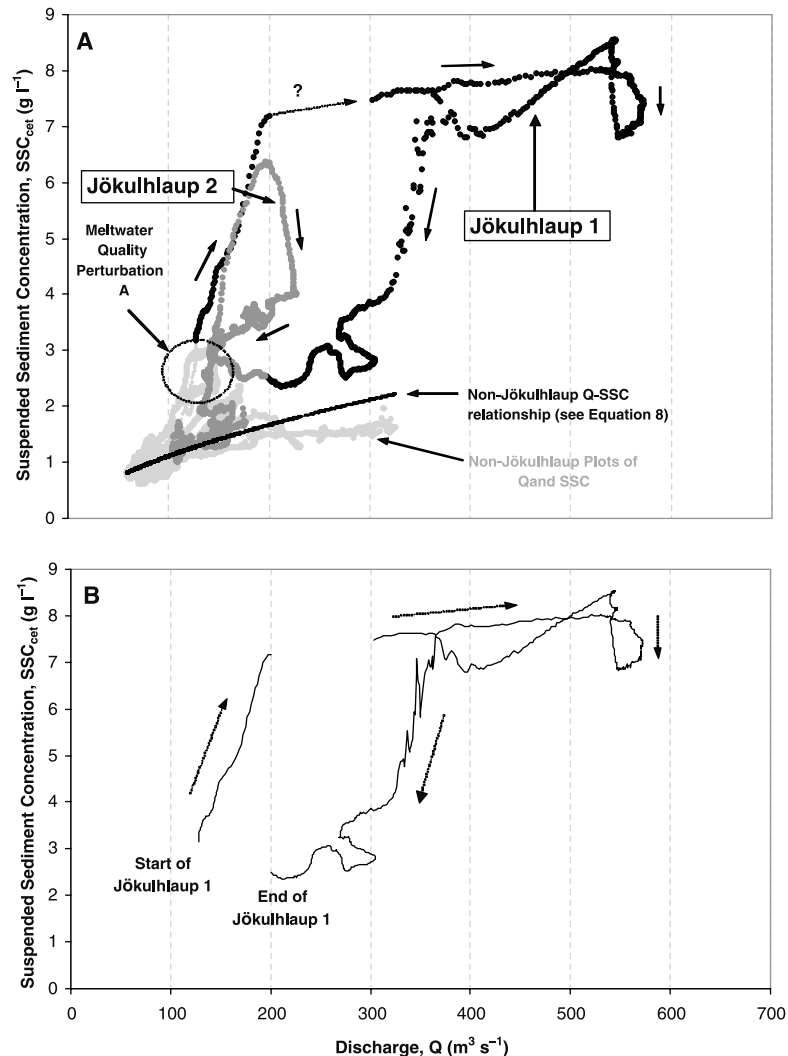 9
8
7
6
5
4
3
2
1
0
Suspended Sediment Concentration, SSCcet (g l⁻¹)
A
?
Jökulhlaup 2
Meltwater
Quality
Perturbation
A
Jökulhlaup 1
Non-Jökulhlaup Q-SSC
relationship (see Equation 8)
Non-Jökulhlaup Plots of
Qand SSC
9
8
7
6
5
4
3
2
1
0
Suspended Sediment Concentration, SSCcet (g l⁻¹)
B
Start of
Jökulhlaup 1
End of
Jökulhlaup 1
0 100 200 300 400 500 600 700
Discharge, Q (m³ s⁻¹)